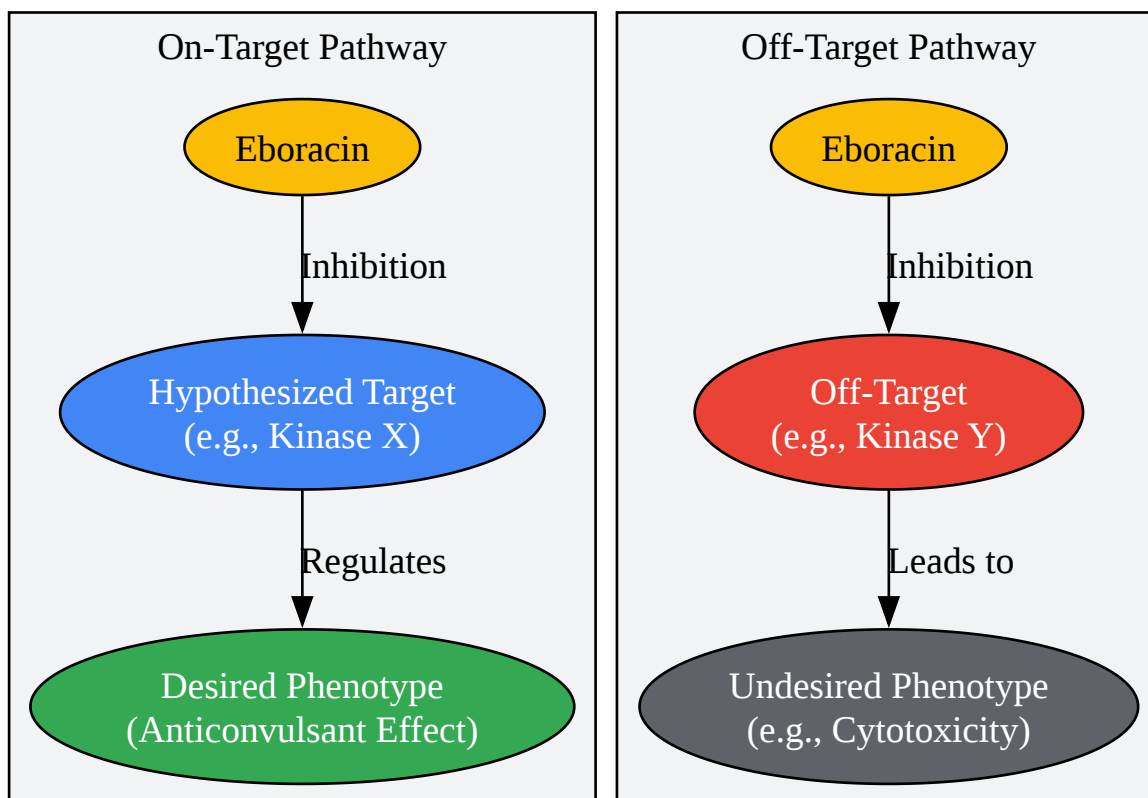 On-Target Pathway
Eboracin
Inhibition
Hypothesized Target
(e.g., Kinase X)
Regulates
Desired Phenotype
(Anticonvulsant Effect)
Off-Target Pathway
Eboracin
Inhibition
Off-Target
(e.g., Kinase Y)
Leads to
Undesired Phenotype
(e.g., Cytotoxicity)